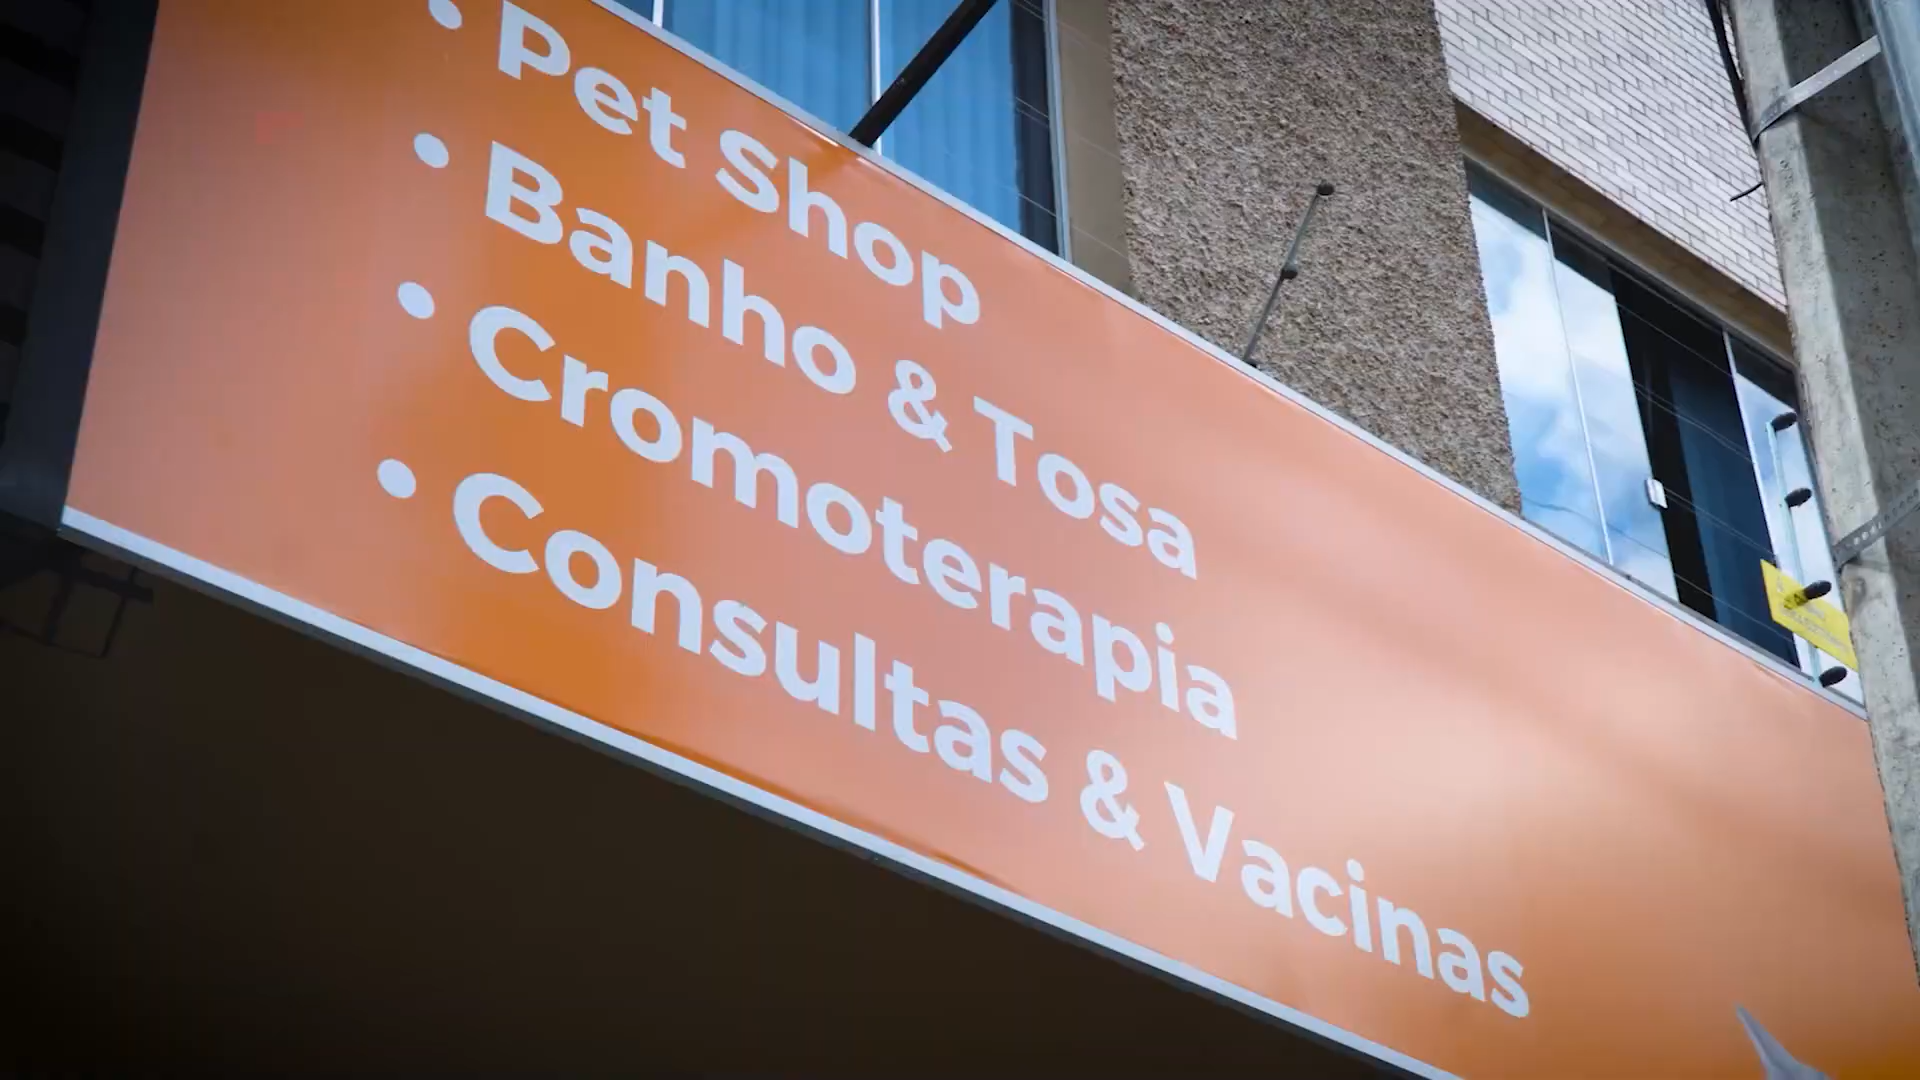 • Pet Shop
• Banho & Tosa
• Cromoterapia
• Consultas & Vacinas